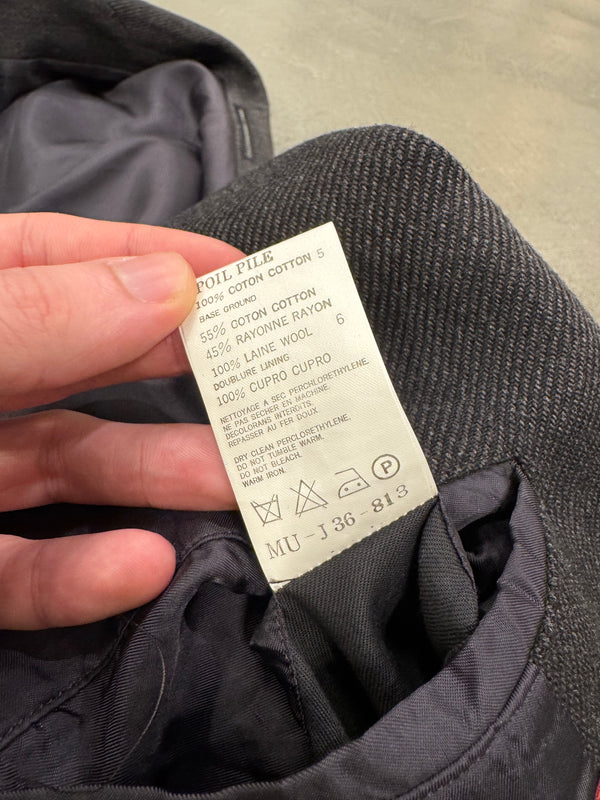 POIL PILE
100% COTON COTTON 5
BASE GROUND
55% COTON COTTON
45% RAYONNE RAYON
100% LAINE WOOL 6
DOUBLURE LINING
100% CUPRO CUPRO
NETTOYAGE A SEC PERCHLORETHYLENE.
NE PAS SECHER EN MACHINE.
DECOLORANS INTERDITS.
REPASSER AU FER DOUX.
DRY CLEAN PERCLORETHYLENE.
DO NOT TUMBLE WARM.
DO NOT BLEACH.
WARM IRON.
P
MU-J36-813